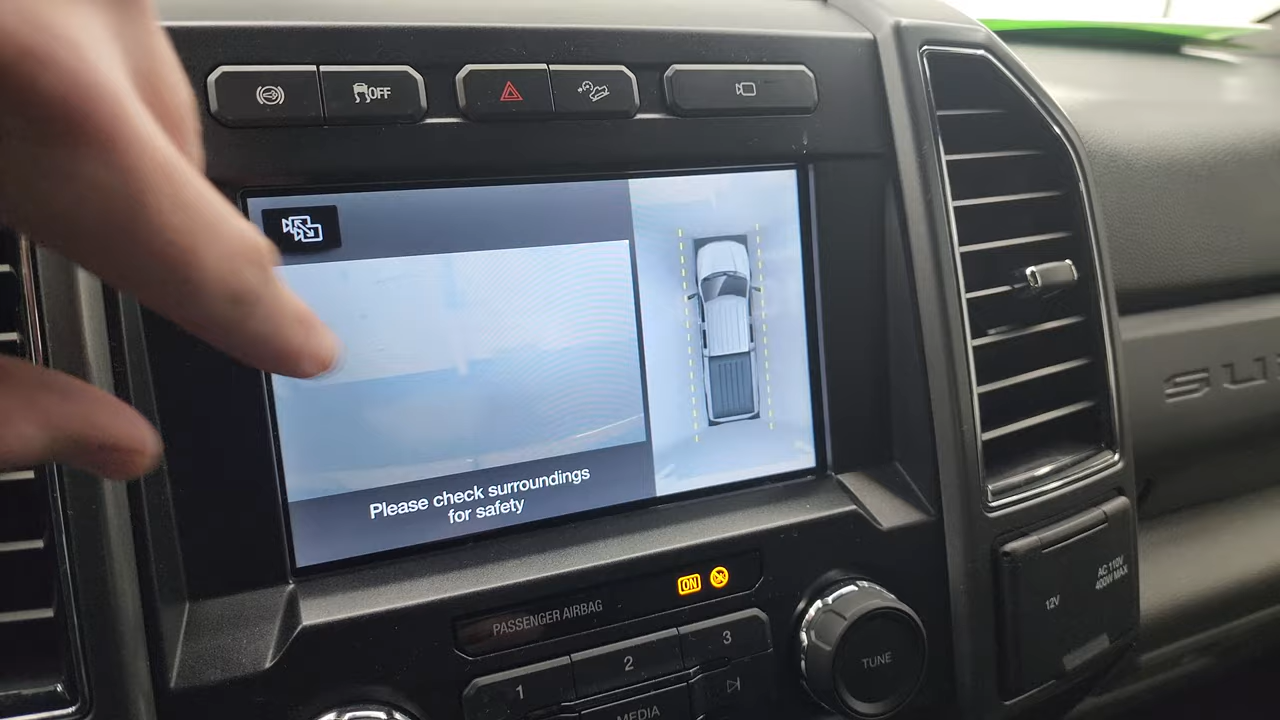 OFF
Please check surroundings
for safety
PASSENGER AIRBAG
ON
1
2
3
MEDIA
TUNE
12V
AC 110V
400W MAX